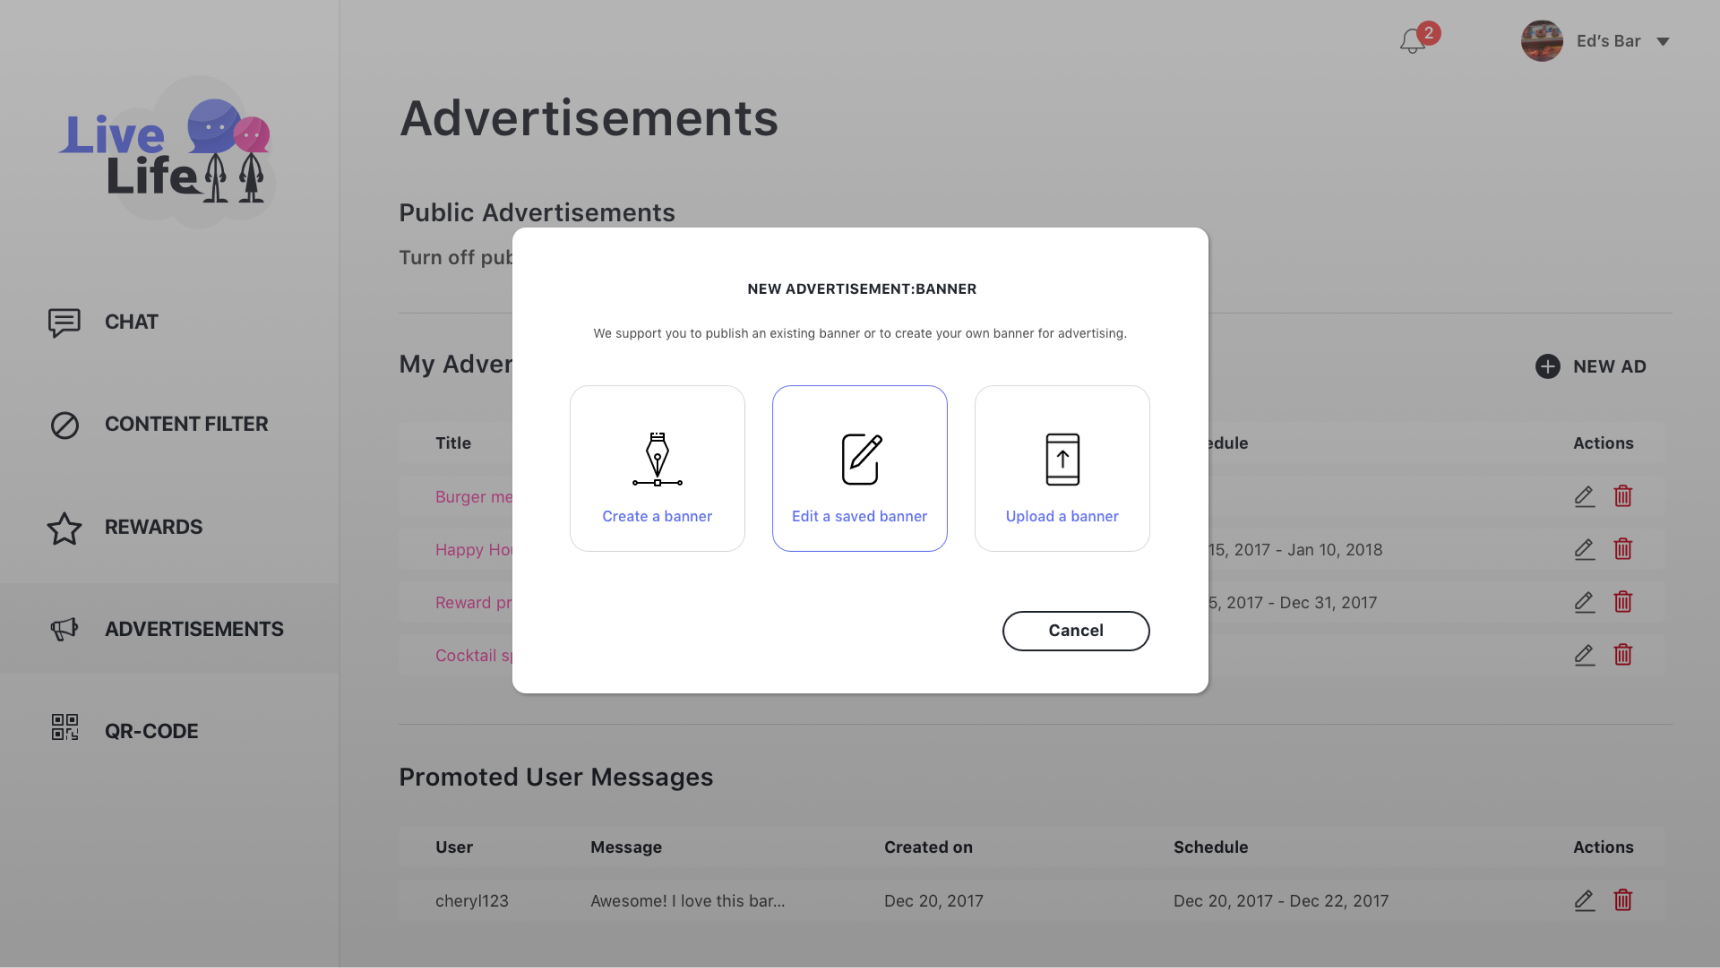 2
Ed's Bar
Live
Life
Advertisements
Public Advertisements
Turn off pub
NEW ADVERTISEMENT:BANNER
We support you to publish an existing banner or to create your own banner for advertising.
CHAT
My Adver
NEW AD
CONTENT FILTER
Title
edule
Actions
Burger me
Create a banner
Edit a saved banner
Upload a banner
REWARDS
Happy Hou
15, 2017 - Jan 10, 2018
Reward pr
5, 2017 - Dec 31, 2017
ADVERTISEMENTS
Cancel
Cocktail sp
QR-CODE
Promoted User Messages
User
Message
Created on
Schedule
Actions
cheryl123
Awesome! I love this bar...
Dec 20, 2017
Dec 20, 2017 - Dec 22, 2017